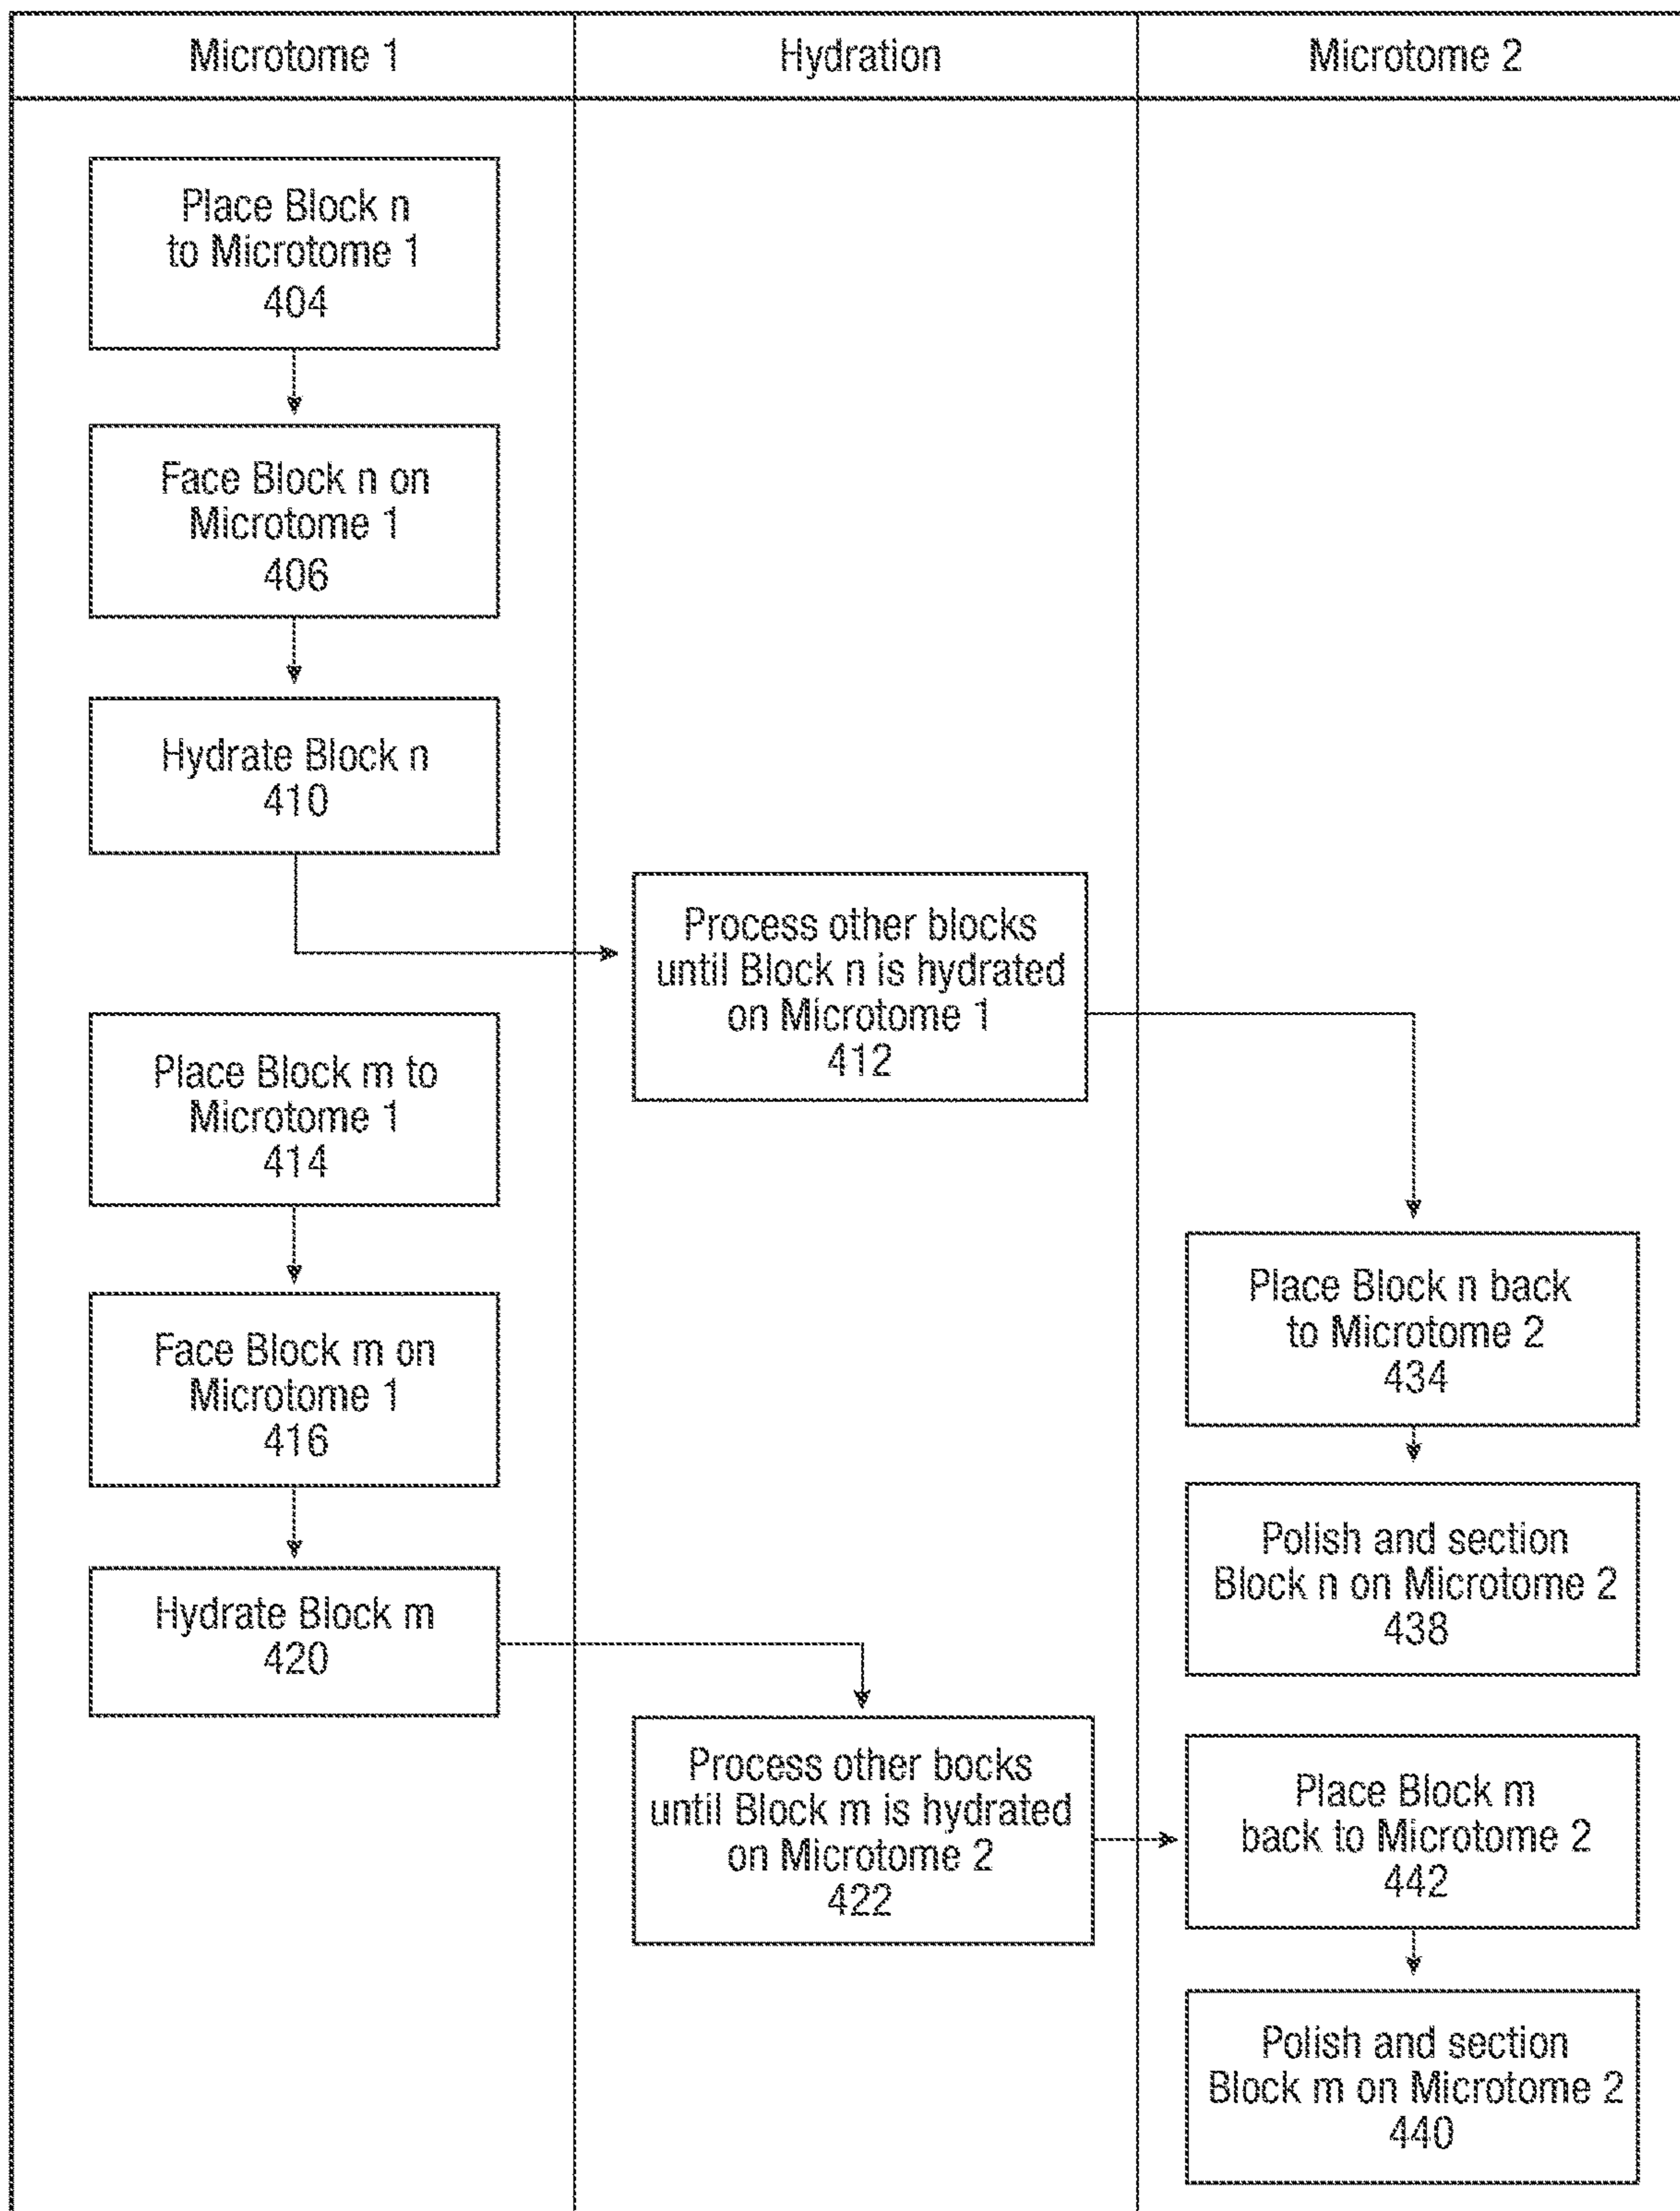 Microtome 1
Hydration
Microtome 2
Place Block n
to Microtome 1
404
Face Block n on
Microtome 1
406
Hydrate Block n
410
Process other blocks
until Block n is hydrated
on Microtome 1
412
Place Block m to
Microtome 1
414
Face Block m on
Microtome 1
416
Hydrate Block m
420
Process other bocks
until Block m is hydrated
on Microtome 2
422
Place Block n back
to Microtome 2
434
Polish and section
Block n on Microtome 2
438
Place Block m
back to Microtome 2
442
Polish and section
Block m on Microtome 2
440